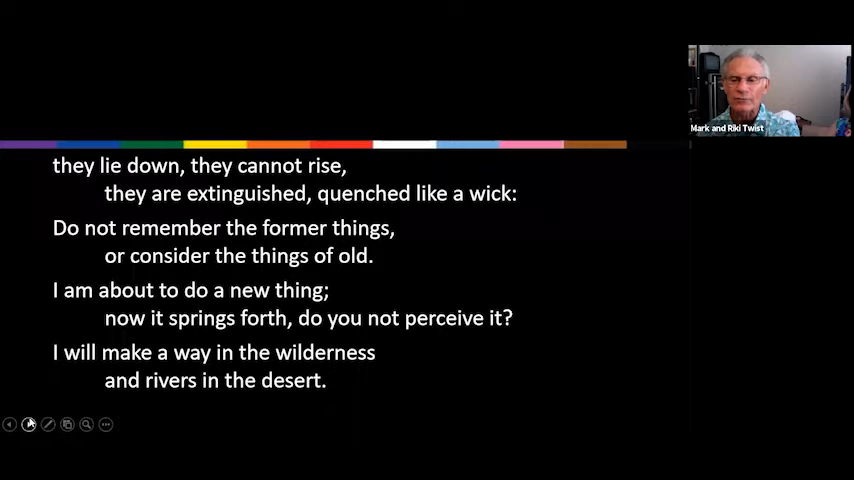 they lie down, they cannot rise,
they are extinguished, quenched like a wick:
Do not remember the former things,
or consider the things of old.
I am about to do a new thing;
now it springs forth, do you not perceive it?
I will make a way in the wilderness
and rivers in the desert.
Mark and Riki Twist